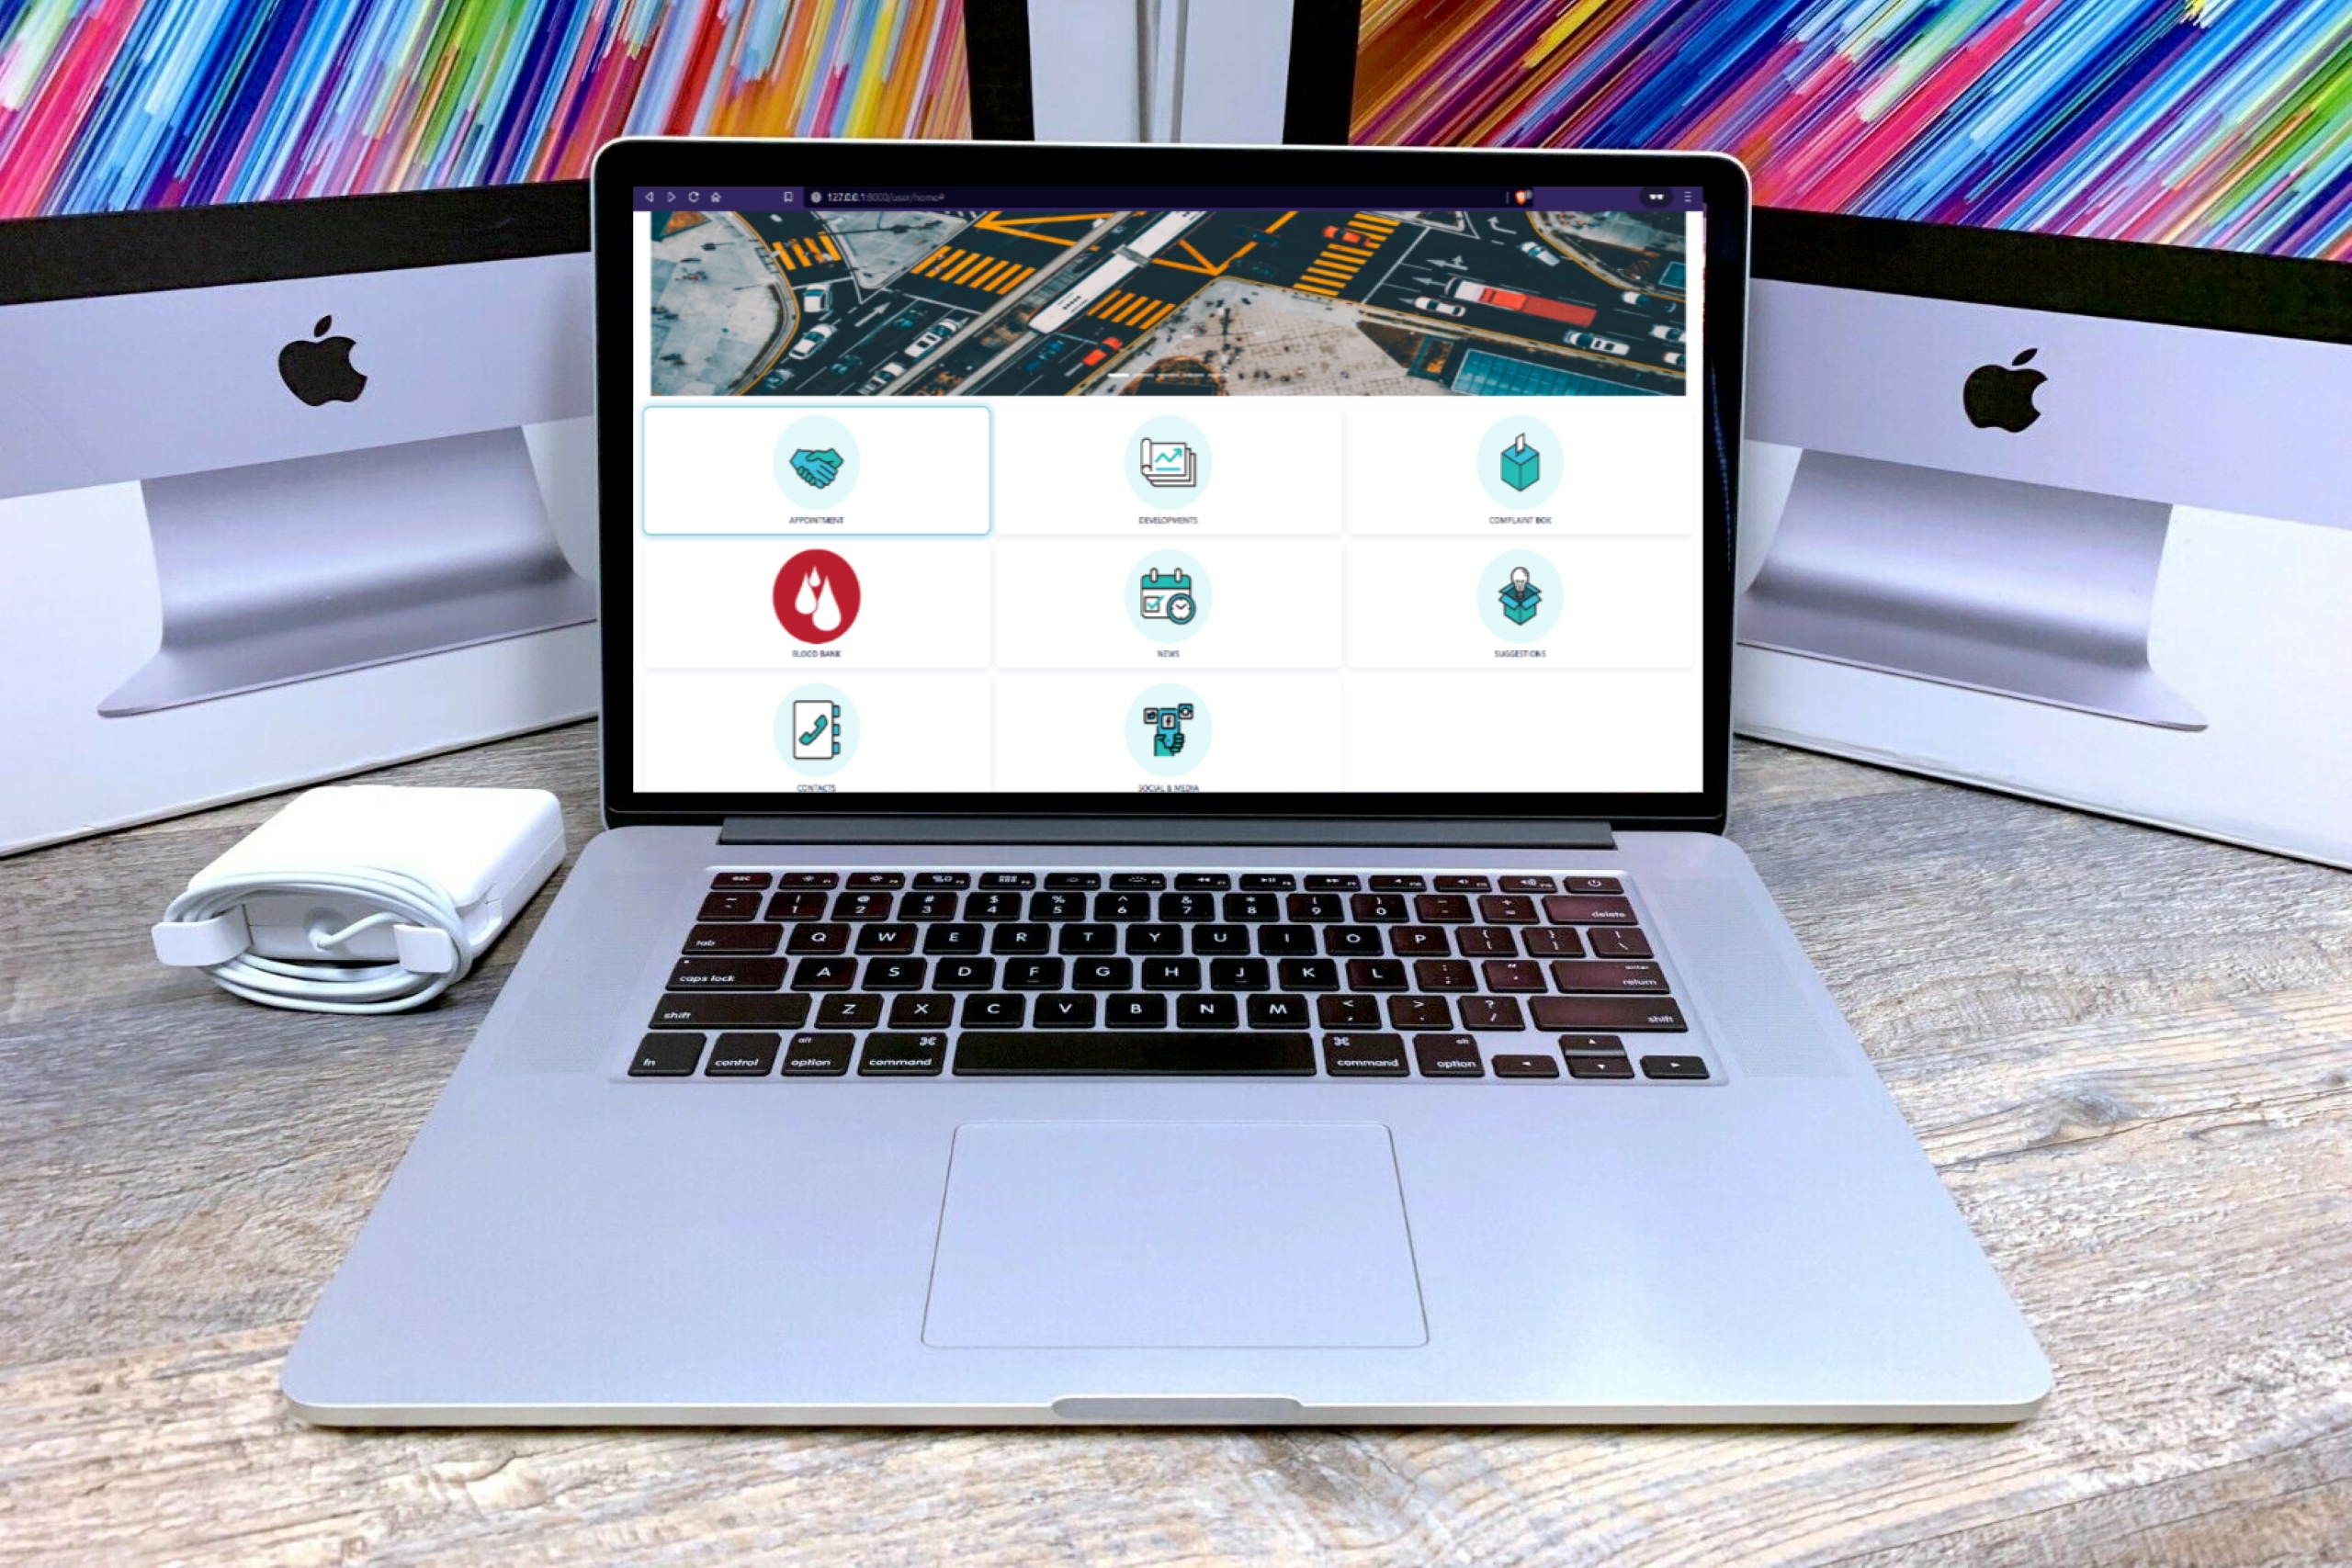 127.0.0.1:8000/user/home#
APPOINTMENT
DEVELOPMENTS
COMPLAINT BOX
BLOOD BANK
NEWS
SUGGESTIONS
CONTACTS
SOCIAL & MEDIA
esc
~ ! 1 @ 2 # 3 $ 4 % 5 ^ 6 & 7 * 8 ( 9 ) 0 - + = delete
tab Q W E R T Y U I O P { [ } ] | \
caps lock A S D F G H J K L : ; " ' enter return
shift Z X C V B N M < , > . ? / shift
fn control alt option ⌘ command ⌘ command alt option